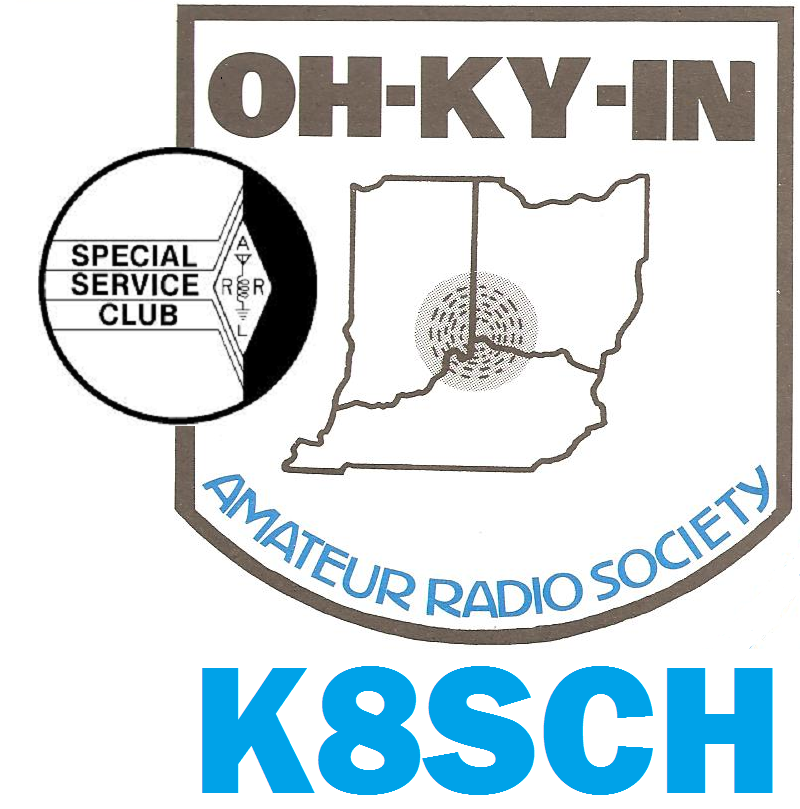 OH-KY-IN
SPECIAL
SERVICE
CLUB
A
R R
L
AMATEUR RADIO SOCIETY
K8SCH